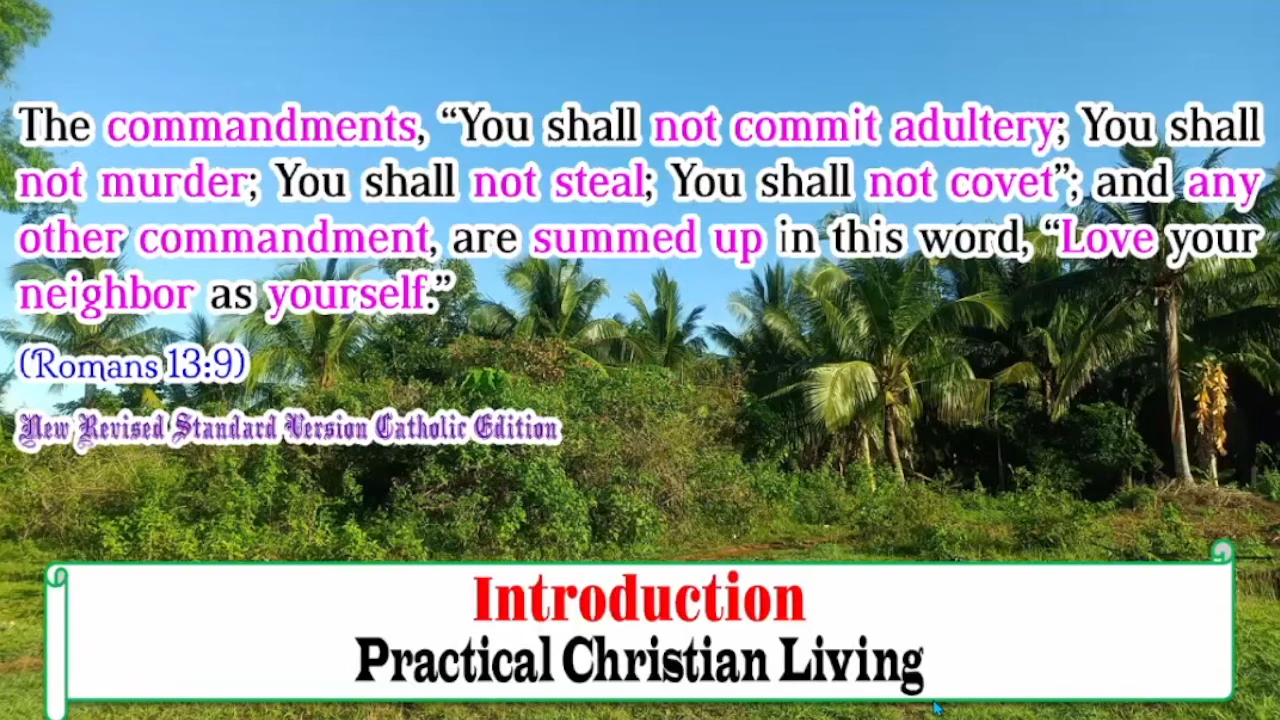 The commandments, “You shall not commit adultery; You shall
not murder; You shall not steal; You shall not covet”; and any
other commandment, are summed up in this word, “Love your
neighbor as yourself.”
(Romans 13:9)
New Revised Standard Version Catholic Edition
Introduction
Practical Christian Living